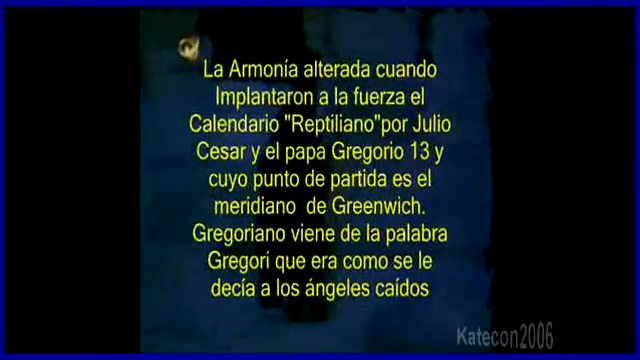 La Armonía alterada cuando
Implantaron a la fuerza el
Calendario "Reptiliano"por Julio
Cesar y el papa Gregorio 13 y
cuyo punto de partida es el
meridiano de Greenwich.
Gregoriano viene de la palabra
Gregori que era como se le
decía a los ángeles caídos
Katecon2006